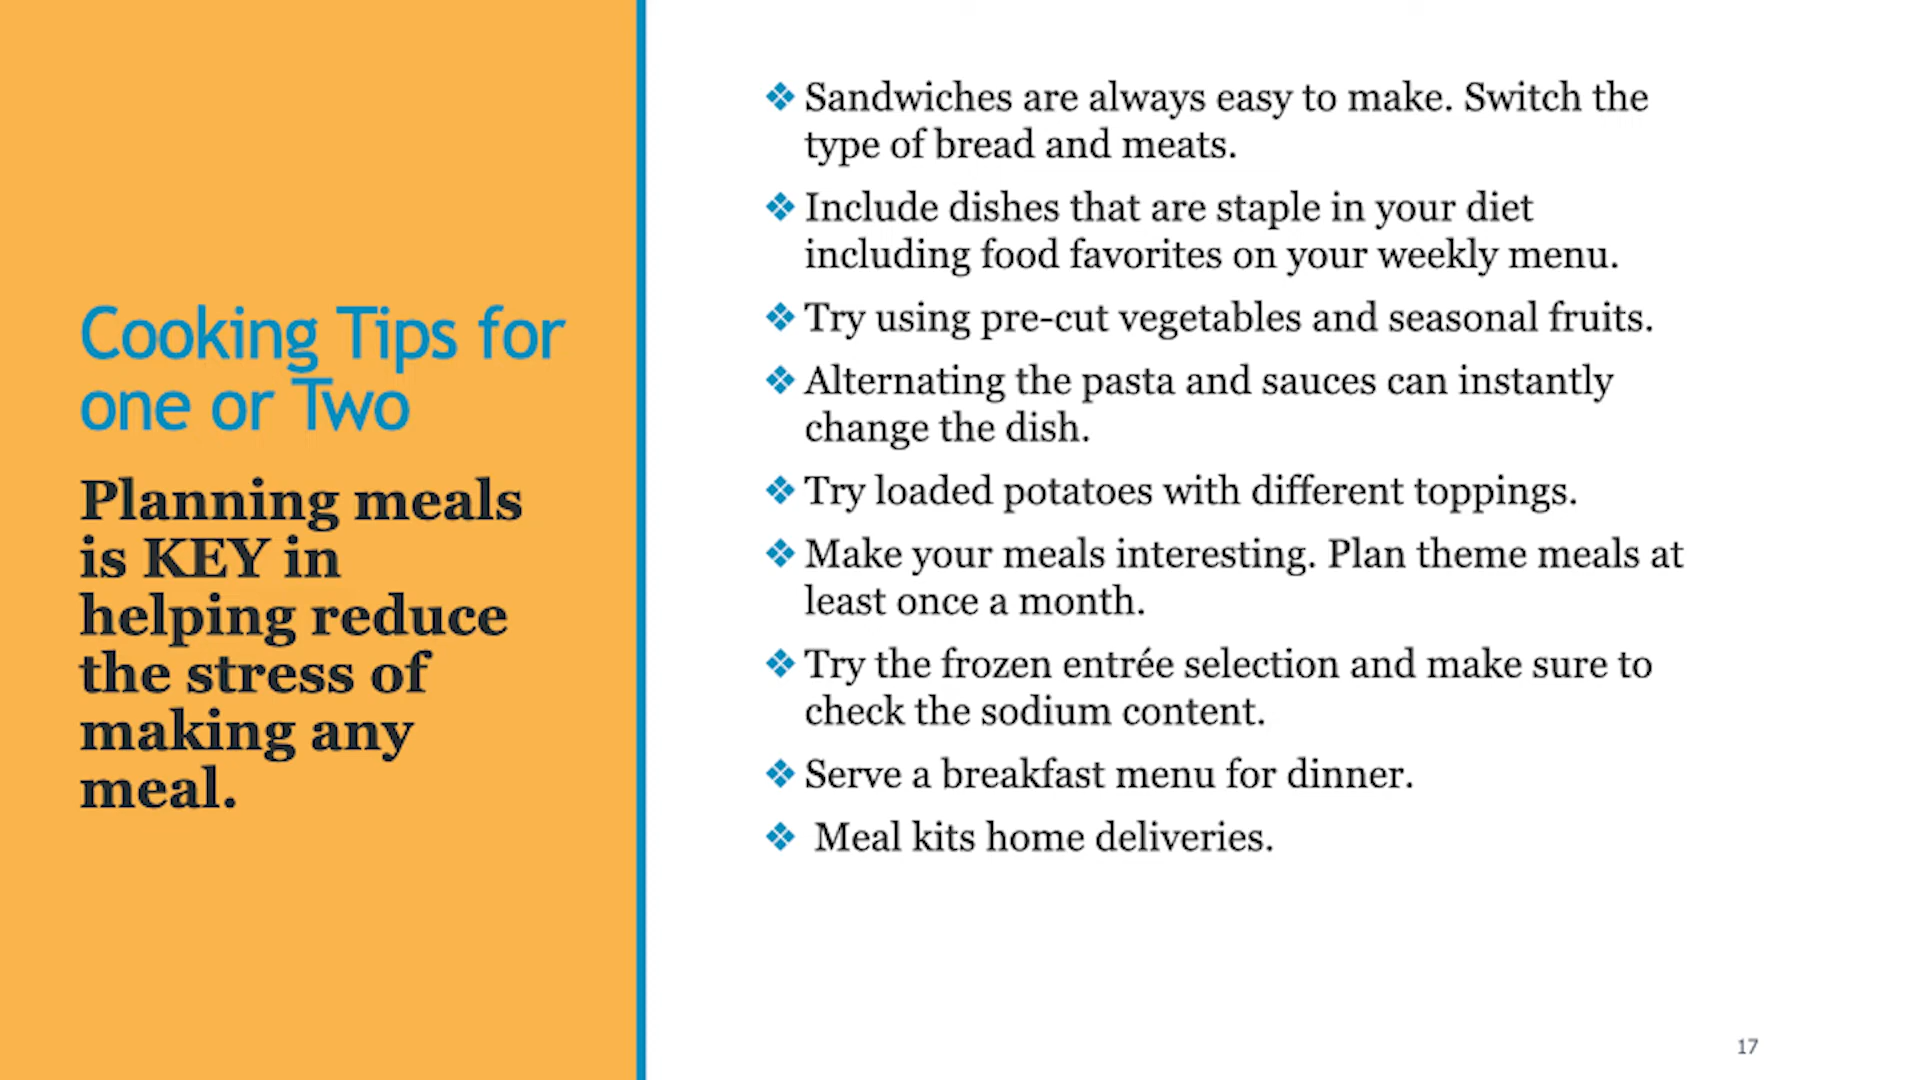 Cooking Tips for
one or Two
Planning meals
is KEY in
helping reduce
the stress of
making any
meal.
❖ Sandwiches are always easy to make. Switch the
type of bread and meats.
❖ Include dishes that are staple in your diet
including food favorites on your weekly menu.
❖ Try using pre-cut vegetables and seasonal fruits.
❖ Alternating the pasta and sauces can instantly
change the dish.
❖ Try loaded potatoes with different toppings.
❖ Make your meals interesting. Plan theme meals at
least once a month.
❖ Try the frozen entrée selection and make sure to
check the sodium content.
❖ Serve a breakfast menu for dinner.
❖ Meal kits home deliveries.
17